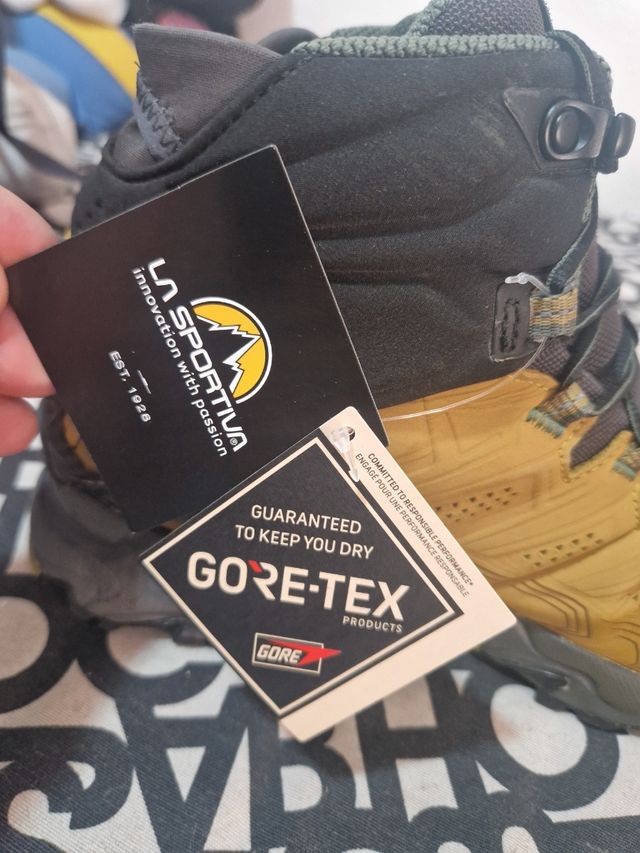 LA SPORTIVA®
innovation with passion
EST. 1928
GUARANTEED
TO KEEP YOU DRY
GORE-TEX
PRODUCTS
GORE
COMMITTED TO RESPONSIBLE PERFORMANCE*
ENGAGÉ POUR UNE PERFORMANCE RESPONSABLE